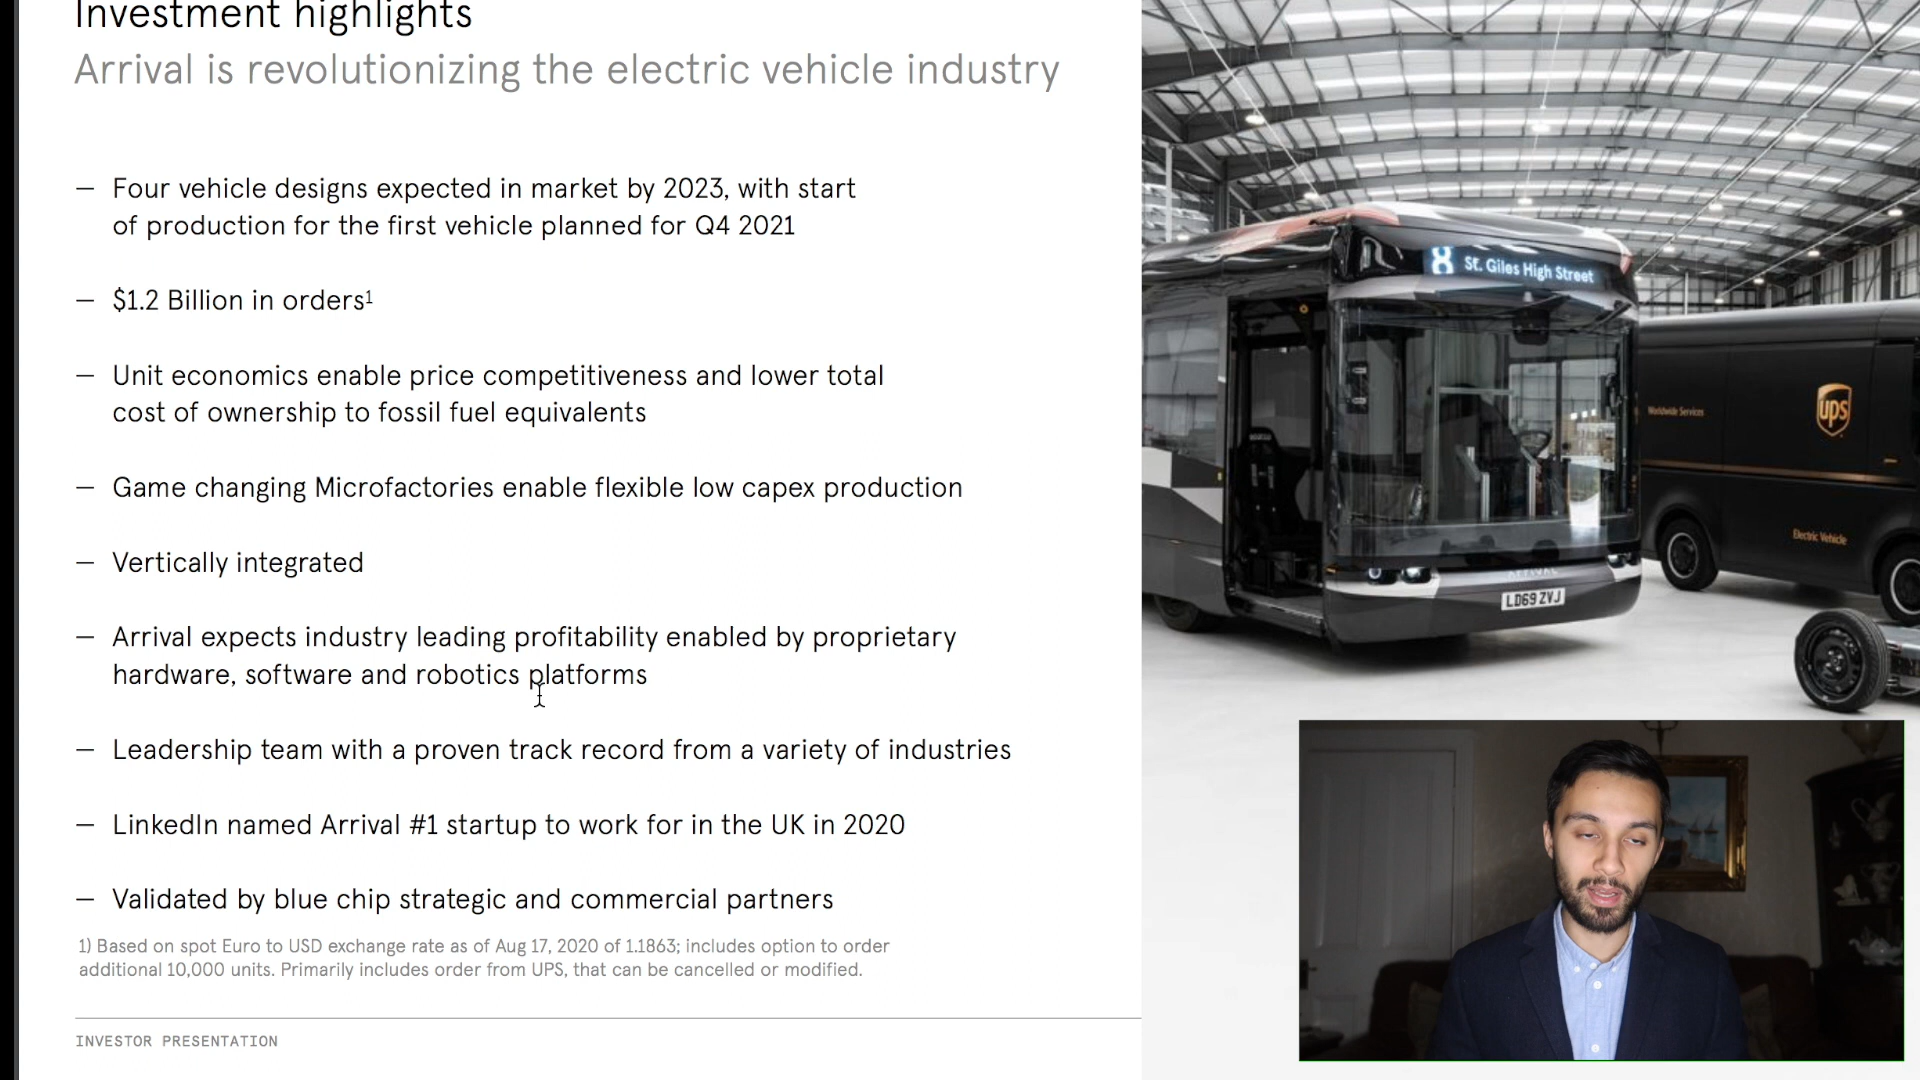 Investment highlights
Arrival is revolutionizing the electric vehicle industry
— Four vehicle designs expected in market by 2023, with start
of production for the first vehicle planned for Q4 2021
— $1.2 Billion in orders¹
— Unit economics enable price competitiveness and lower total
cost of ownership to fossil fuel equivalents
— Game changing Microfactories enable flexible low capex production
— Vertically integrated
— Arrival expects industry leading profitability enabled by proprietary
hardware, software and robotics platforms
— Leadership team with a proven track record from a variety of industries
— LinkedIn named Arrival #1 startup to work for in the UK in 2020
— Validated by blue chip strategic and commercial partners
1) Based on spot Euro to USD exchange rate as of Aug 17, 2020 of 1.1863; includes option to order
additional 10,000 units. Primarily includes order from UPS, that can be cancelled or modified.
INVESTOR PRESENTATION
8 St. Giles High Street
ARRIVAL
LD69 ZVJ
Worldwide Services
ups
Electric Vehicle